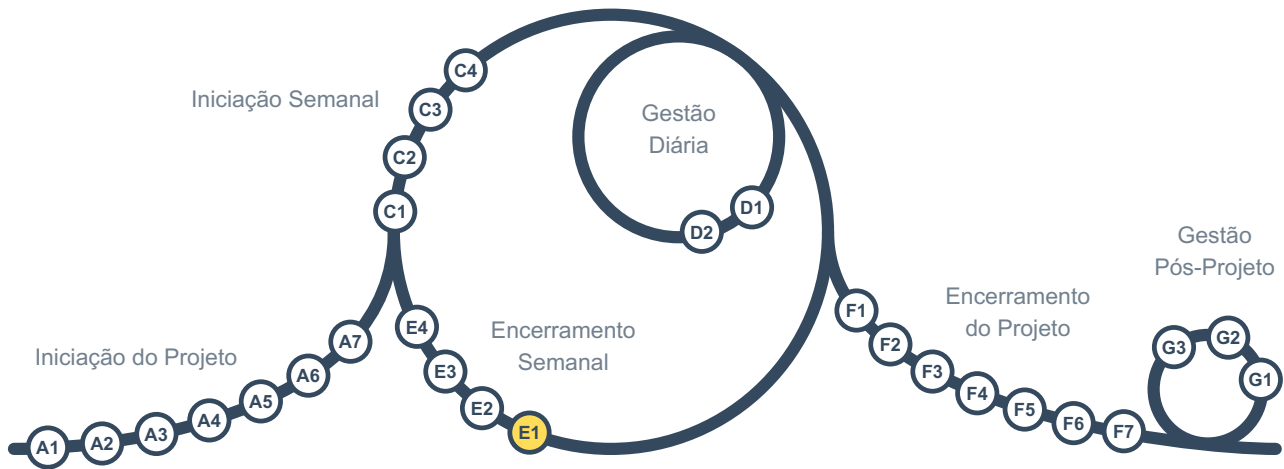 Iniciação do Projeto
A1
A2
A3
A4
A5
A6
A7
Iniciação Semanal
C1
C2
C3
C4
Gestão
Diária
D1
D2
Encerramento
Semanal
E1
E2
E3
E4
Encerramento
do Projeto
F1
F2
F3
F4
F5
F6
F7
Gestão
Pós-Projeto
G1
G2
G3